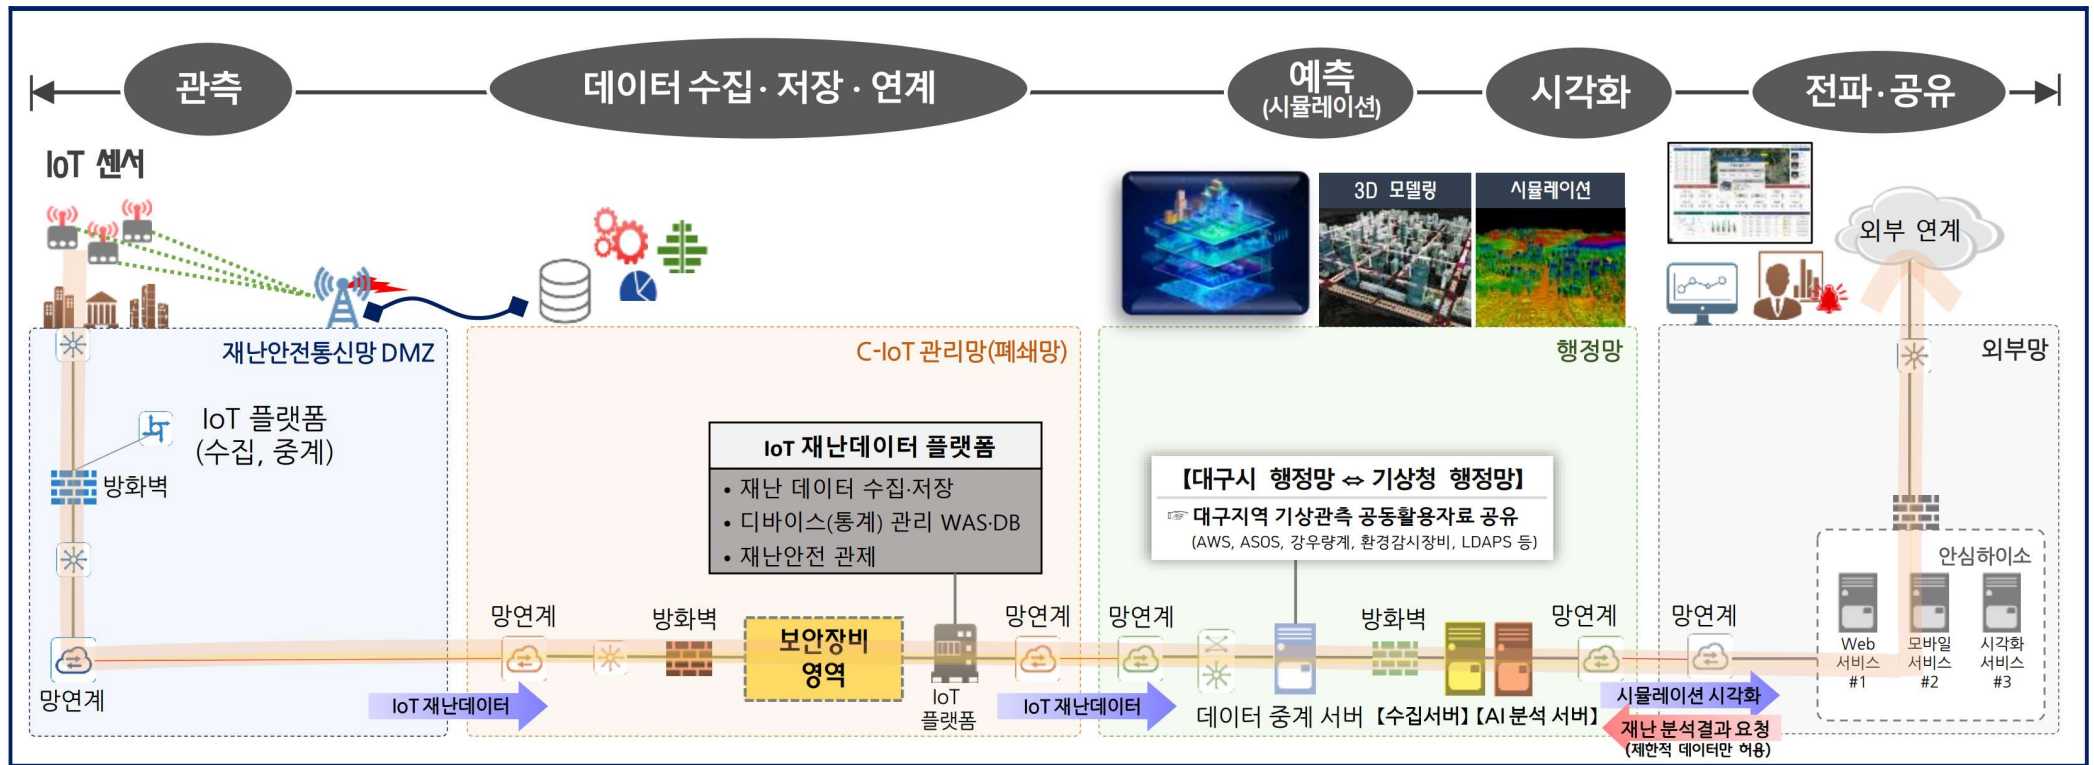 관측
데이터 수집 · 저장 · 연계
예측
(시뮬레이션)
시각화
전파 · 공유
IoT 센서
3D 모델링
시뮬레이션
외부 연계
재난안전통신망 DMZ
C-IoT 관리망(폐쇄망)
행정망
외부망
IoT 플랫폼
(수집, 중계)
방화벽
망연계
IoT 재난데이터 플랫폼
• 재난 데이터 수집·저장
• 디바이스(통계) 관리 WAS·DB
• 재난안전 관제
망연계
방화벽
보안장비
영역
IoT
플랫폼
망연계
IoT 재난데이터
IoT 재난데이터
【대구시 행정망 ⇔ 기상청 행정망】
☞ 대구지역 기상관측 공동활용자료 공유
(AWS, ASOS, 강우량계, 환경감시장비, LDAPS 등)
망연계
방화벽
망연계
데이터 중계 서버
【수집서버】
【AI 분석 서버】
망연계
안심하이소
Web
서비스
#1
모바일
서비스
#2
시각화
서비스
#3
시뮬레이션 시각화
재난 분석결과 요청
(제한적 데이터만 허용)